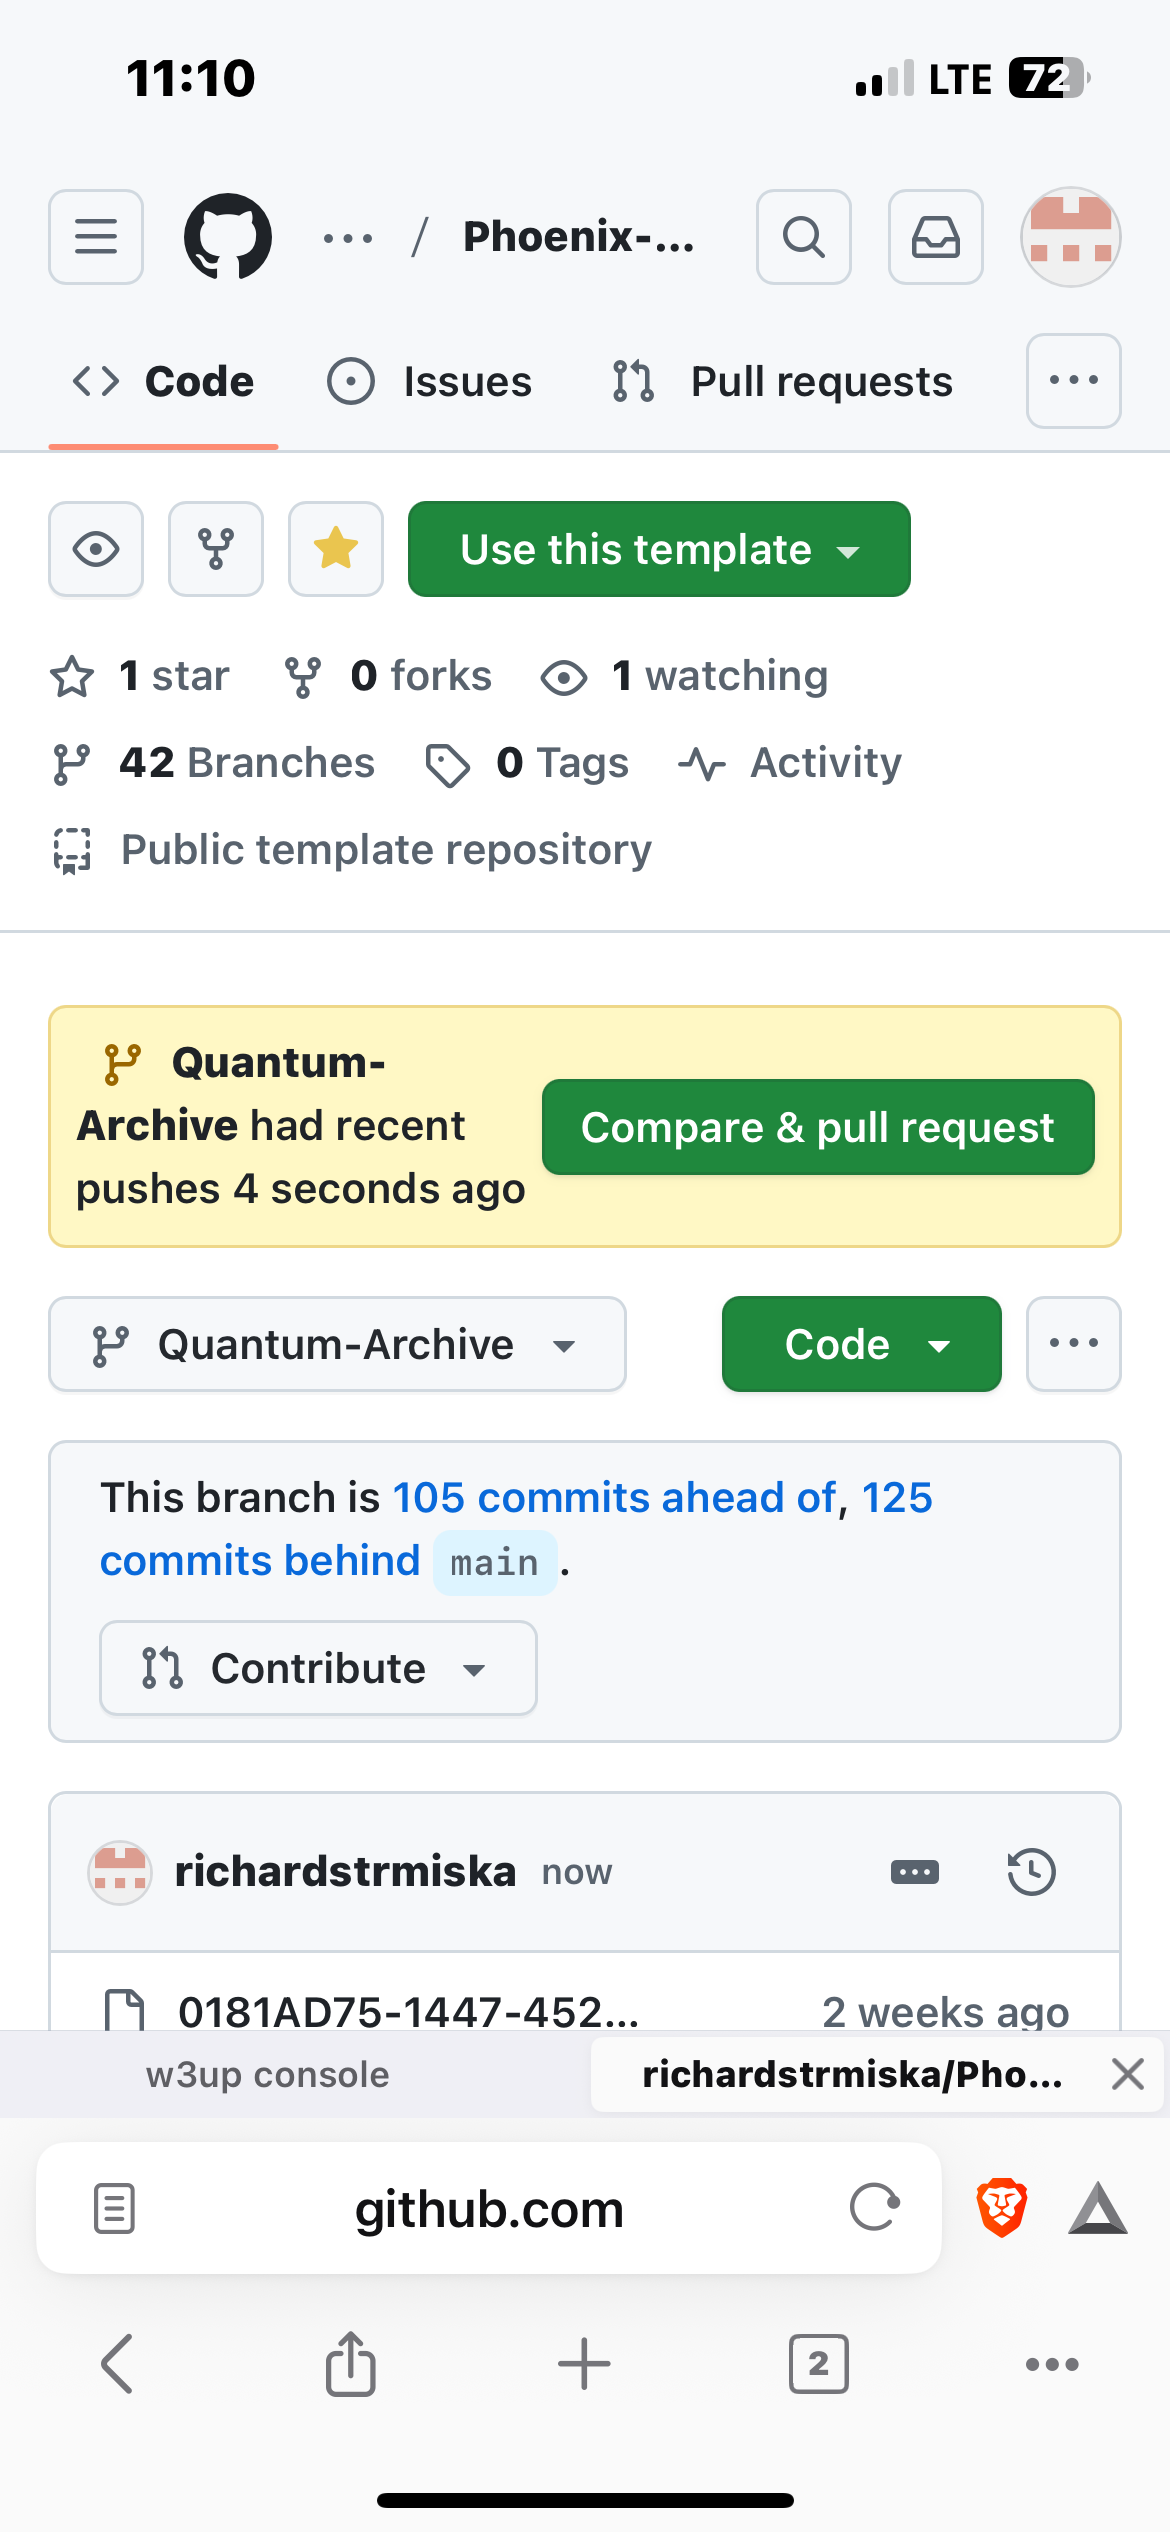 11:10
LTE 72
... / Phoenix-...
Code Issues Pull requests
Use this template
1 star 0 forks 1 watching
42 Branches 0 Tags Activity
Public template repository
Quantum-
Archive had recent
pushes 4 seconds ago
Compare & pull request
Quantum-Archive
Code
This branch is 105 commits ahead of, 125
commits behind main.
Contribute
richardstrmiska now
0181AD75-1447-452... 2 weeks ago
w3up console
richardstrmiska/Pho...
github.com
2